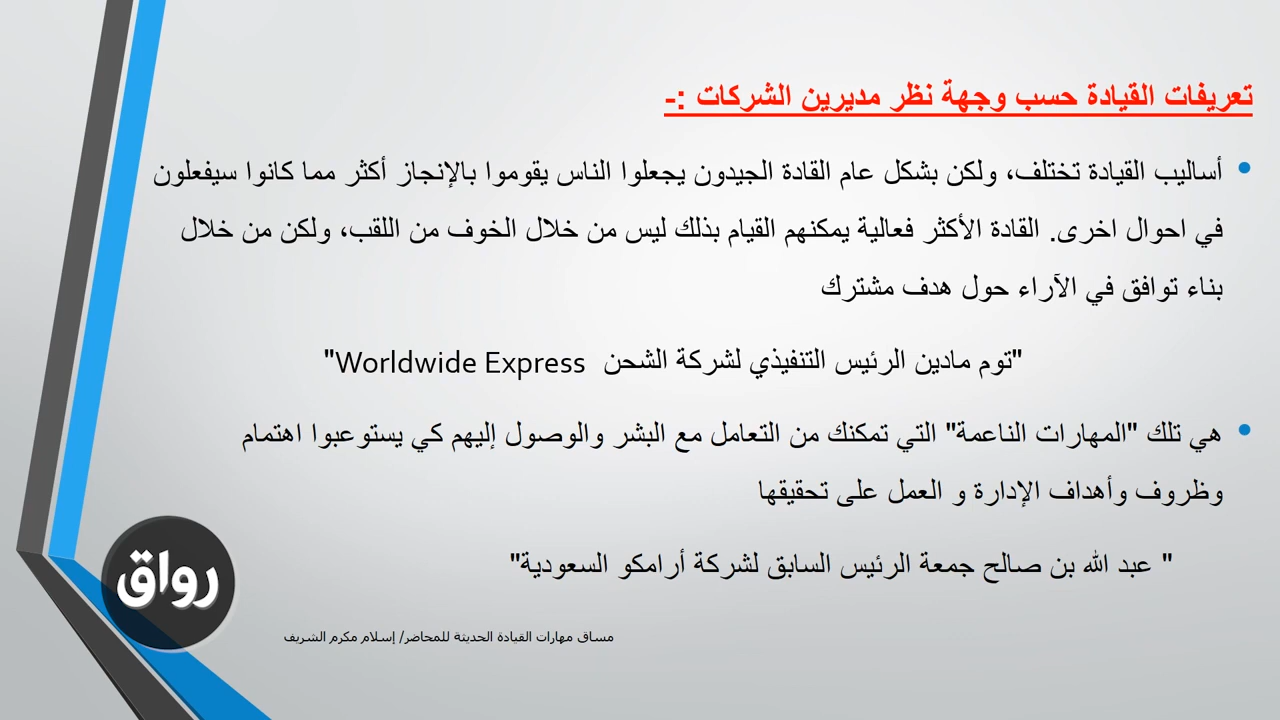 تعريفات القيادة حسب وجهة نظر مديرين الشركات :-
أساليب القيادة تختلف، ولكن بشكل عام القادة الجيدون يجعلوا الناس يقوموا بالإنجاز أكثر مما كانوا سيفعلون
في احوال اخرى. القادة الأكثر فعالية يمكنهم القيام بذلك ليس من خلال الخوف من اللقب، ولكن من خلال
بناء توافق في الآراء حول هدف مشترك
"توم مادين الرئيس التنفيذي لشركة الشحن Worldwide Express"
هي تلك "المهارات الناعمة" التي تمكنك من التعامل مع البشر والوصول إليهم كي يستوعبوا اهتمام
وظروف وأهداف الإدارة و العمل على تحقيقها
" عبد الله بن صالح جمعة الرئيس السابق لشركة أرامكو السعودية"
رواق
مساق مهارات القيادة الحديثة للمحاضر/ إسلام مكرم الشريف